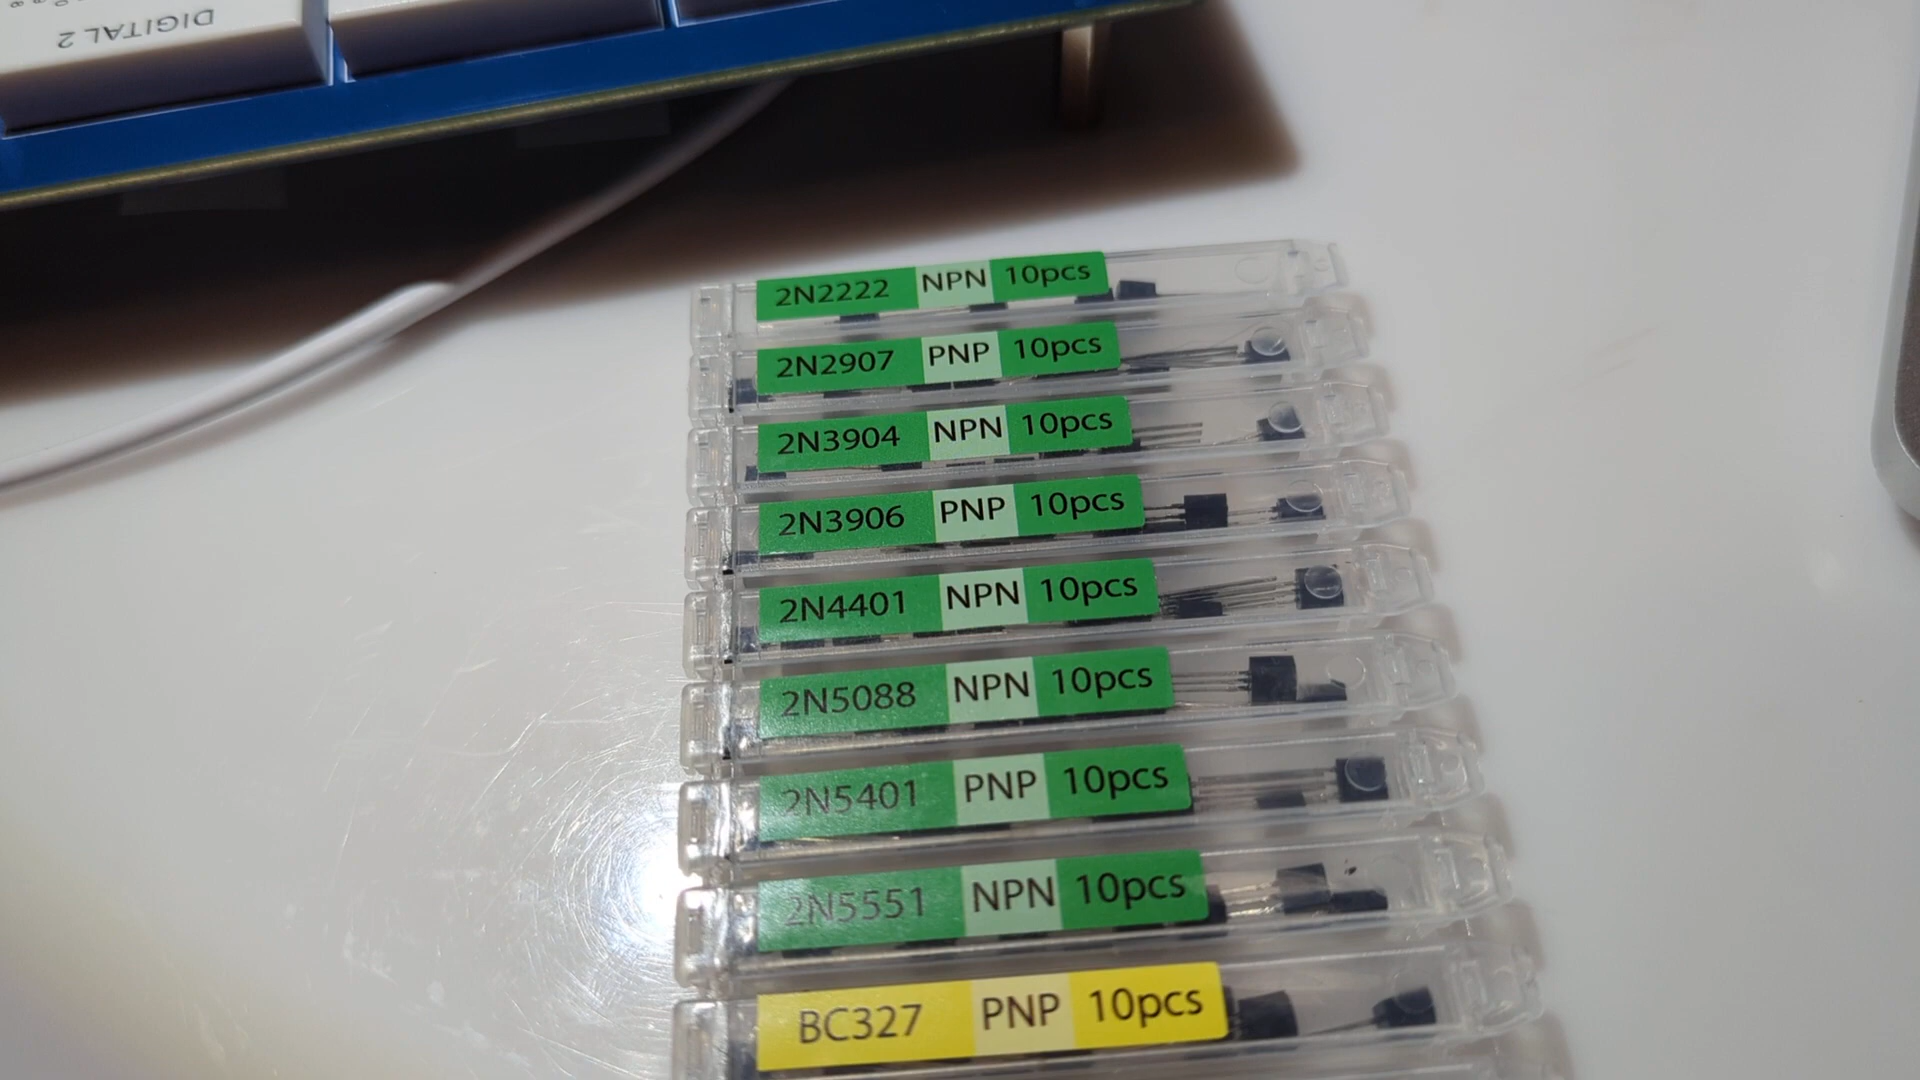 DIGITAL 2
2N2222 NPN 10pcs
2N2907 PNP 10pcs
2N3904 NPN 10pcs
2N3906 PNP 10pcs
2N4401 NPN 10pcs
2N5088 NPN 10pcs
2N5401 PNP 10pcs
2N5551 NPN 10pcs
BC327 PNP 10pcs